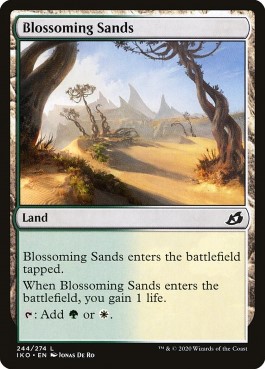 Blossoming Sands
Land
Blossoming Sands enters the battlefield
tapped.
When Blossoming Sands enters the
battlefield, you gain 1 life.
: Add or .
244/274 L
IKO • EN Jonas De Ro
™ & © 2020 Wizards of the Coast